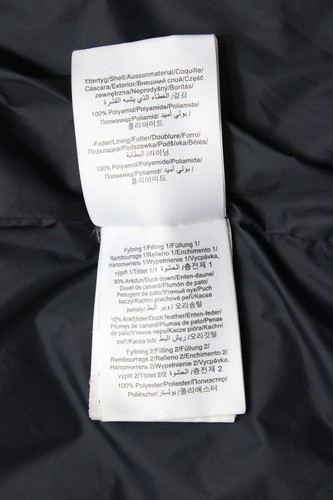 Yttertyg/Shell/Aussenmaterial/Coquille/
Cáscara/Exterior/Внешний слой/Część
zewnętrzna/Neprodyšný/Borítás/
الغطاء الذي يشبه القشرة/겉감
100% Polyamid/Polyamide/Poliamida/
Полиамид/Poliamid/بولي أميد/
폴리아미드
Foder/Lining/Futter/Doublure/Forro/
Подкладка/Podszewka/Podšívka/Bélés/
البطانة/라이닝
100% Polyamid/Polyamide/Poliamida/
Полиамид/Poliamid/بولي أميد/
폴리아미드
Fyllning 1/Filling 1/Füllung 1/
Rembourrage 1/Relleno 1/Enchimento 1/
Наполнитель 1/Wypełnienie 1/Vycpávka,
výplň 1/Töltet 1/الحشوة 1/충전재 1
90% Ankdun/Duck down/Enten-daune/
Duvet de canard/Plumón de pato/
Penugem de pato/Утиный пух/Puch
kaczy/Kachní prachové peří/Kacsa
pehely/وبر البط/오리솜털
10% Ankfjäder/Duck feather/Enten-feder/
Plumes de canard/Plumas de pato/Penas
de pato/Утиное перо/Kacze pióra/Kachní
peří/Kacsa toll/ريش البط/오리깃털
Fyllning 2/Filling 2/Füllung 2/
Rembourrage 2/Relleno 2/Enchimento 2/
Наполнитель 2/Wypełnienie 2/Vycpávka,
výplň 2/Töltet 2/الحشوة 2/충전재 2
100% Polyester/Poliester/Полиэстер/
Poliészter/بوليستر/폴리에스터